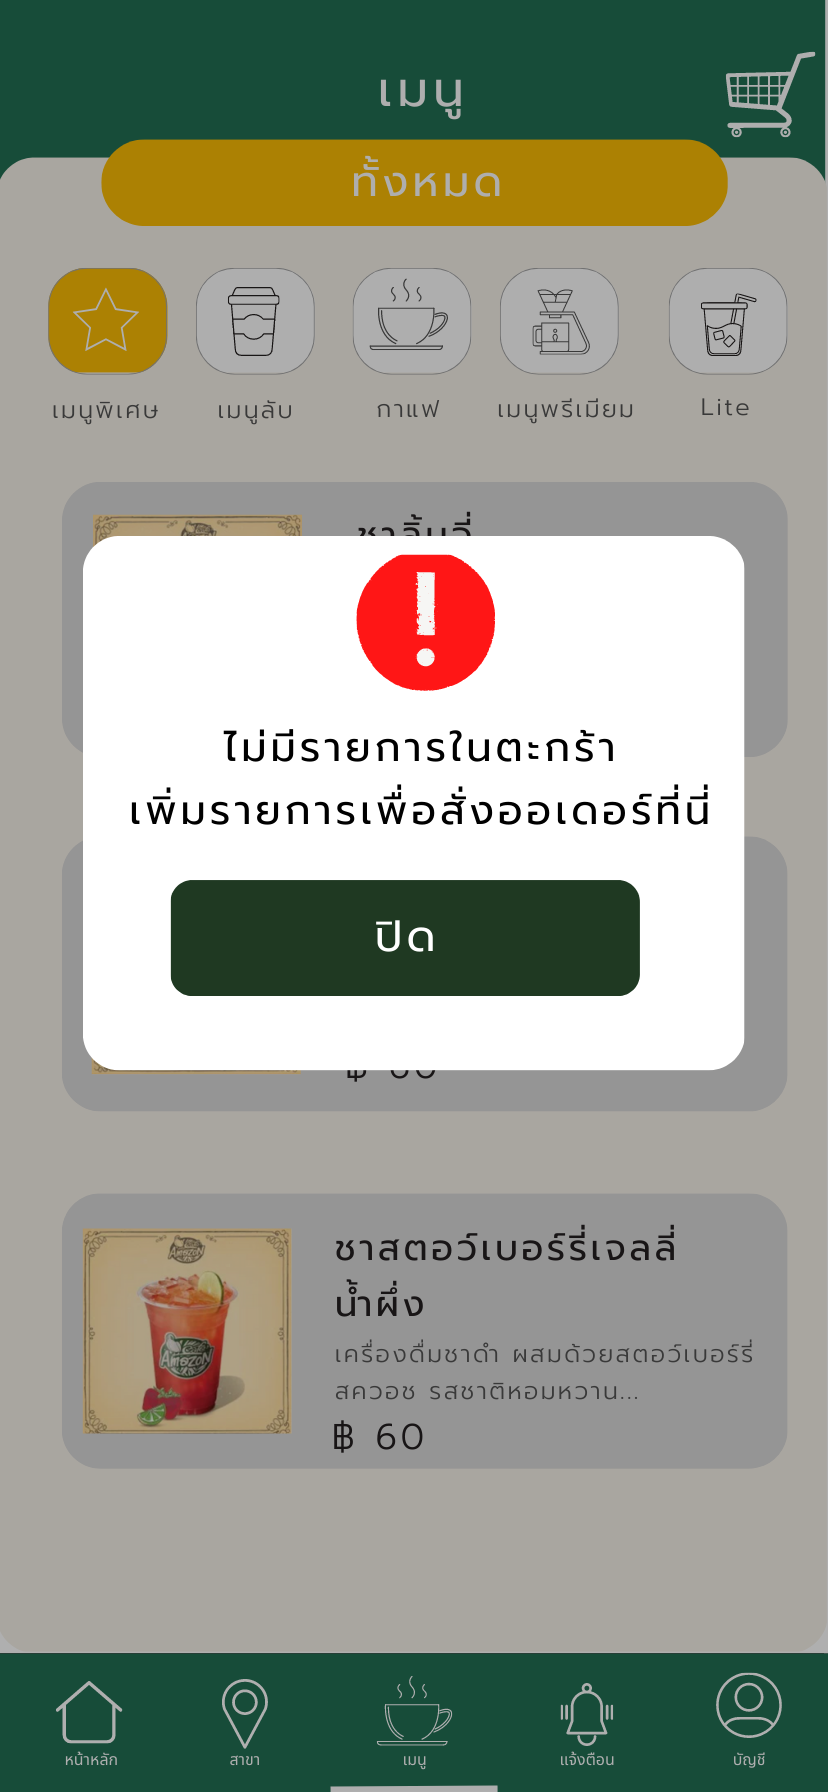 เมนู
ทั้งหมด
เมนูพิเศษ
เมนูลับ
กาแฟ
เมนูพรีเมียม
Lite
ไม่มีรายการในตะกร้า
เพิ่มรายการเพื่อสั่งออเดอร์ที่นี่
ปิด
฿ 60
Amazon
Amazon
ชาสตอว์เบอร์รี่เจลลี่
น้ำผึ่ง
เครื่องดื่มชาดำ ผสมด้วยสตอว์เบอร์รี่
สควอช รสชาติหอมหวาน...
฿ 60
หน้าหลัก
สาขา
เมนู
แจ้งตือน
บัญชี